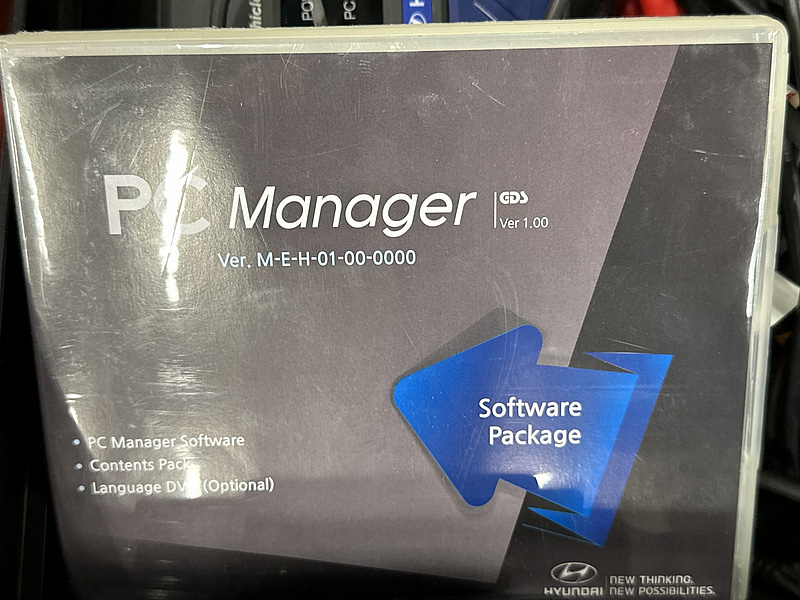 PC Manager GDS
Ver 1.00
Ver. M-E-H-01-00-0000
Software
Package
• PC Manager Software
• Contents Pack
• Language DVD (Optional)
HYUNDAI
NEW THINKING.
NEW POSSIBILITIES.